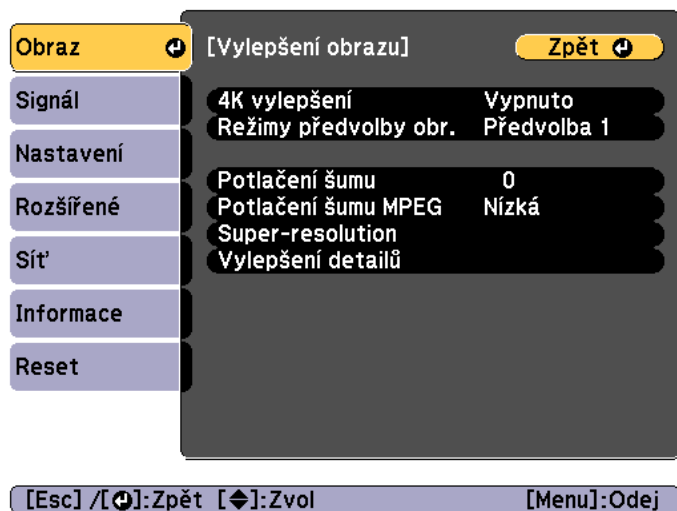 Obraz
Signál
Nastavení
Rozšířené
Síť
Informace
Reset
[Vylepšení obrazu] Zpět
4K vylepšení Vypnuto
Režimy předvolby obr. Předvolba 1
Potlačení šumu 0
Potlačení šumu MPEG Nízká
Super-resolution
Vylepšení detailů
[Esc] /[ ]:Zpět [ ]:Zvol [Menu]:Odej